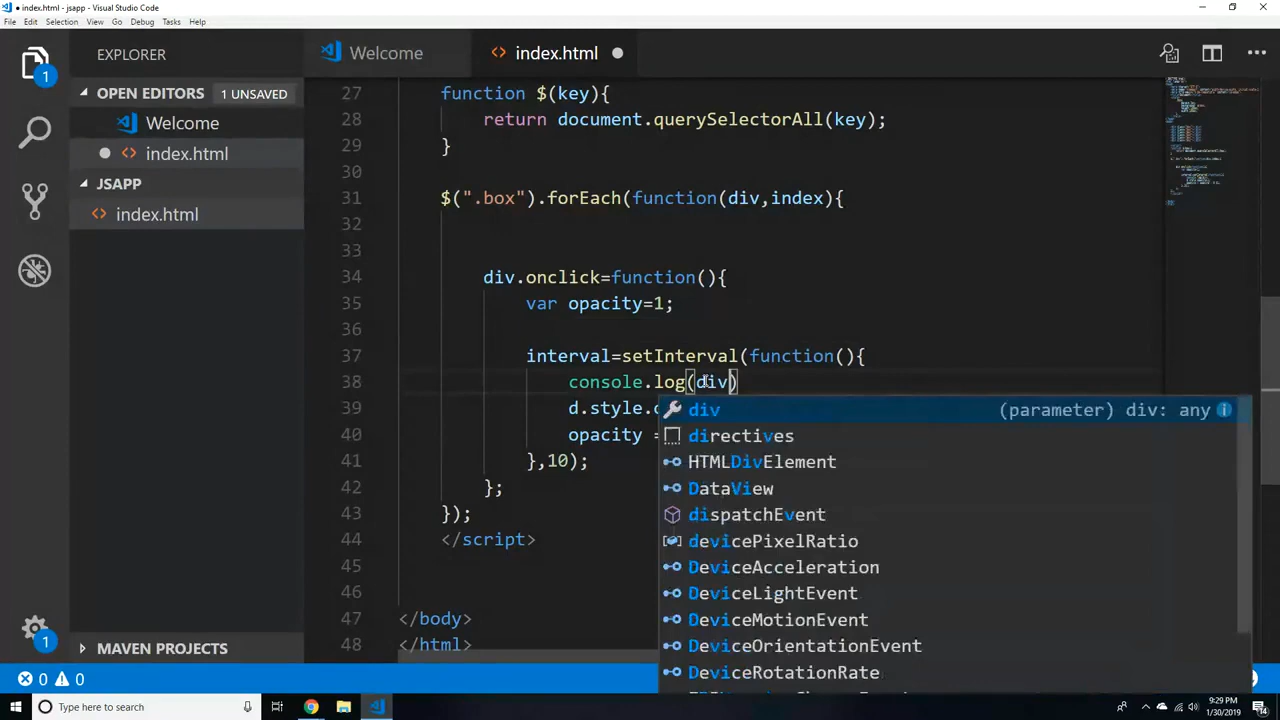 index.html - jsapp - Visual Studio Code
File Edit Selection View Go Debug Tasks Help
EXPLORER
Welcome
index.html
1
OPEN EDITORS 1 UNSAVED
Welcome
index.html
JSAPP
index.html
27 function $(key){
28 return document.querySelectorAll(key);
29 }
30
31 $(".box").forEach(function(div,index){
32
33
34 div.onclick=function(){
35 var opacity=1;
36
37 interval=setInterval(function(){
38 console.log(div)
39 d.style.
40 opacity
41 },10);
42 };
43 });
44 </script>
45
46
47 </body>
48 </html>
div (parameter) div: any
directives
HTMLDivElement
DataView
dispatchEvent
devicePixelRatio
DeviceAcceleration
DeviceLightEvent
DeviceMotionEvent
DeviceOrientationEvent
DeviceRotationRate
1
MAVEN PROJECTS
0 0
Type here to search
9:29 PM
1/30/2019
14